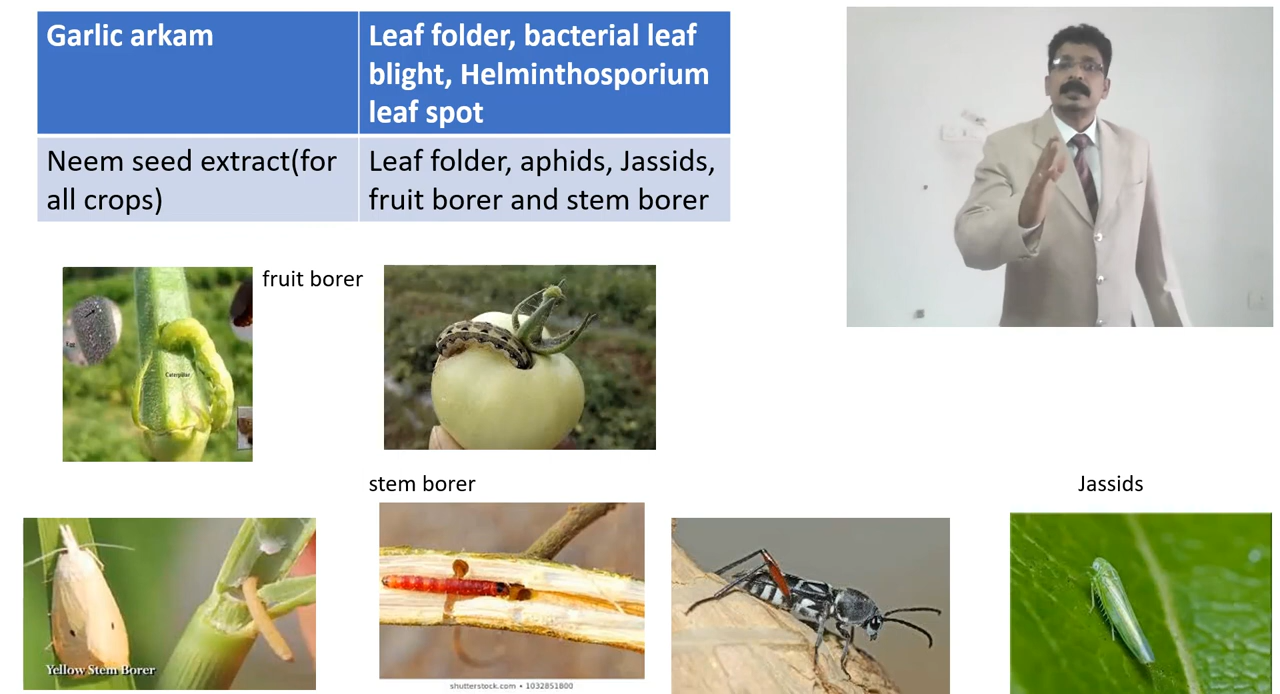 Garlic arkam
Leaf folder, bacterial leaf
blight, Helminthosporium
leaf spot
Neem seed extract(for
all crops)
Leaf folder, aphids, Jassids,
fruit borer and stem borer
fruit borer
Caterpillar
stem borer
Jassids
Yellow Stem Borer
shutterstock.com • 1032851800